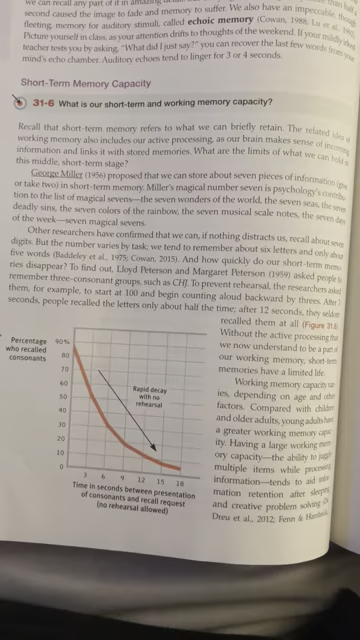 we can recall any part of it in amazing
second caused the image to fade and memory to suffer. We also have an impeccable, though
fleeting, memory for auditory stimuli, called echoic memory (Cowan, 1988; Lu et al.,
Picture yourself in class, as your attention drifts to thoughts of the weekend. If your mildly
teacher tests you by asking, "What did I just say?" you can recover the last few words from your
mind's echo chamber. Auditory echoes tend to linger for 3 or 4 seconds.
Short-Term Memory Capacity
31-6 What is our short-term and working memory capacity?
Recall that short-term memory refers to what we can briefly retain. The related idea of
working memory also includes our active processing, as our brain makes sense of incoming
information and links it with stored memories. What are the limits of what we can hold in
this middle, short-term stage?
George Miller (1956) proposed that we can store about seven pieces of information (give
or take two) in short-term memory. Miller's magical number seven is psychology's
tion to the list of magical sevens—the seven wonders of the world, the seven seas, the seven
deadly sins, the seven colors of the rainbow, the seven musical scale notes, the seven days
of the week—seven magical sevens.
Other researchers have confirmed that we can, if nothing distracts us, recall about seven
digits. But the number varies by task; we tend to remember about six letters and only about
five words (Baddeley et al., 1975; Cowan, 2015). And how quickly do our short-term
ries disappear? To find out, Lloyd Peterson and Margaret Peterson (1959) asked people to
remember three-consonant groups, such as CHJ. To prevent rehearsal, the researchers asked
them, for example, to start at 100 and begin counting aloud backward by threes. After 3
seconds, people recalled the letters only about half the time; after 12 seconds, they seldom
recalled them at all (Figure
Without the active processing that
we now understand to be a part of
our working memory, short-term
memories have a limited life.
Working memory capacity
ies, depending on age and other
factors. Compared with children
and older adults, young adults have
a greater working memory
ity. Having a large working
ory capacity—the ability to juggle
multiple items while processing
information—tends to aid
mation retention after sleeping
and creative problem solving
Dreu et al., 2012; Fenn &
Percentage
who recalled
consonants
90%
80
70
60
50
40
30
20
10
0
Rapid decay
with no
rehearsal
3 6 9 12 15 18
Time in seconds between presentation
of consonants and recall request
(no rehearsal allowed)